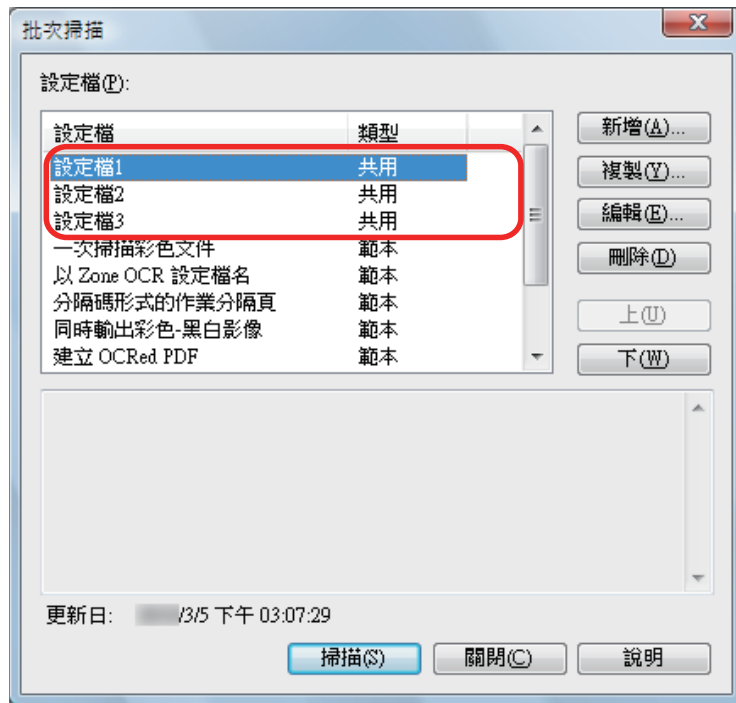 批次掃描
設定檔(P):
設定檔 類型
設定檔1 共用
設定檔2 共用
設定檔3 共用
一次掃描彩色文件 範本
以 Zone OCR 設定檔名 範本
分隔碼形式的作業分隔頁 範本
同時輸出彩色-黑白影像 範本
建立 OCRed PDF 範本
新增(A)...
複製(Y)...
編輯(E)...
刪除(D)
上(U)
下(W)
更新日: /3/5 下午 03:07:29
掃描(S) 關閉(C) 說明